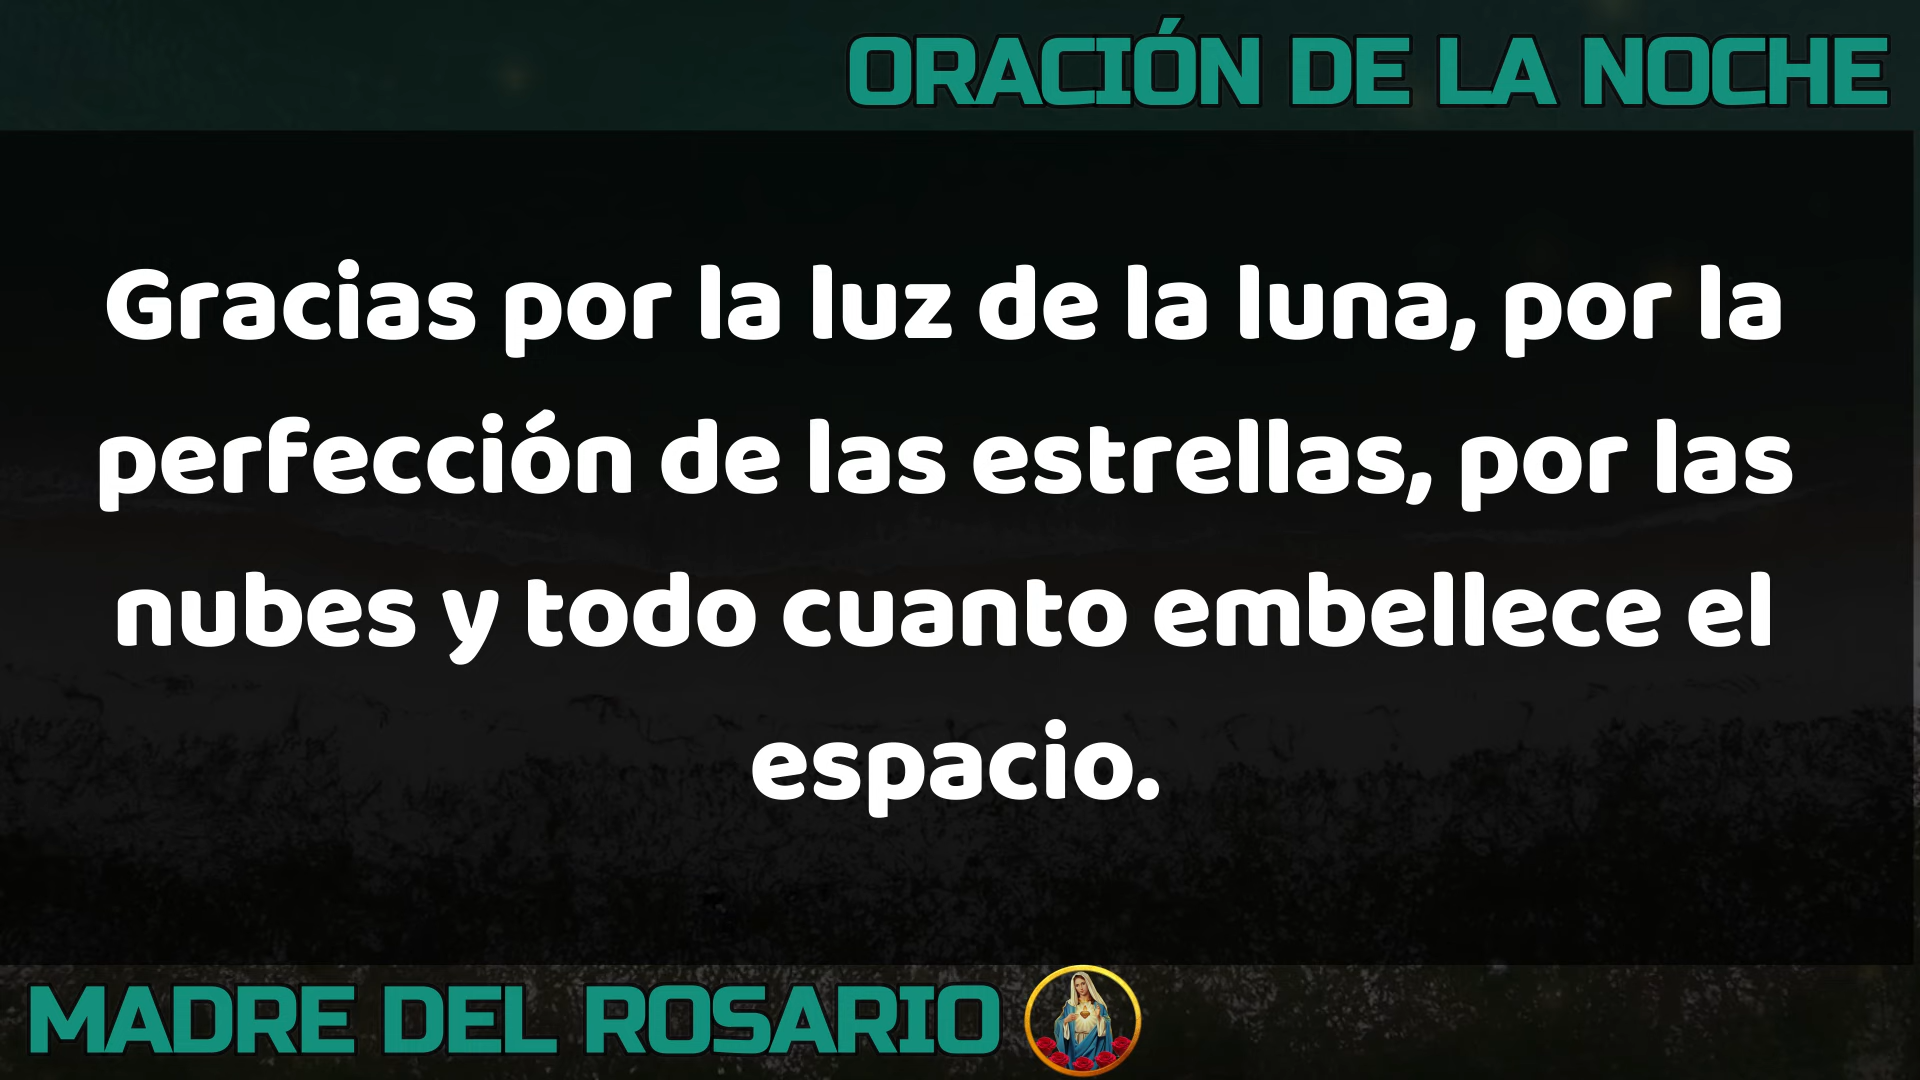 ORACIÓN DE LA NOCHE
Gracias por la luz de la luna, por la
perfección de las estrellas, por las
nubes y todo cuanto embellece el
espacio.
MADRE DEL ROSARIO